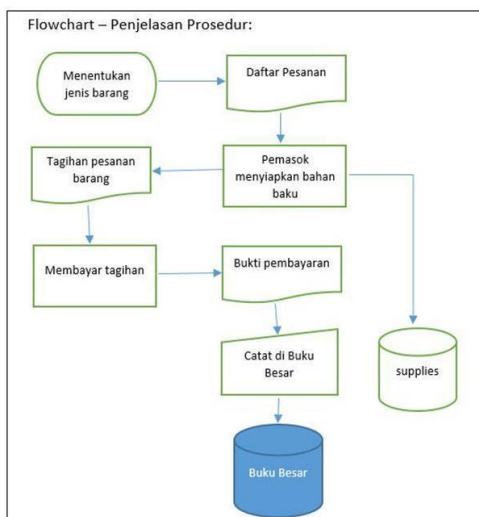 Flowchart – Penjelasan Prosedur:
Menentukan
jenis barang
Daftar Pesanan
Tagihan pesanan
barang
Pemasok
menyiapkan bahan
baku
Membayar tagihan
Bukti pembayaran
Catat di Buku
Besar
supplies
Buku Besar